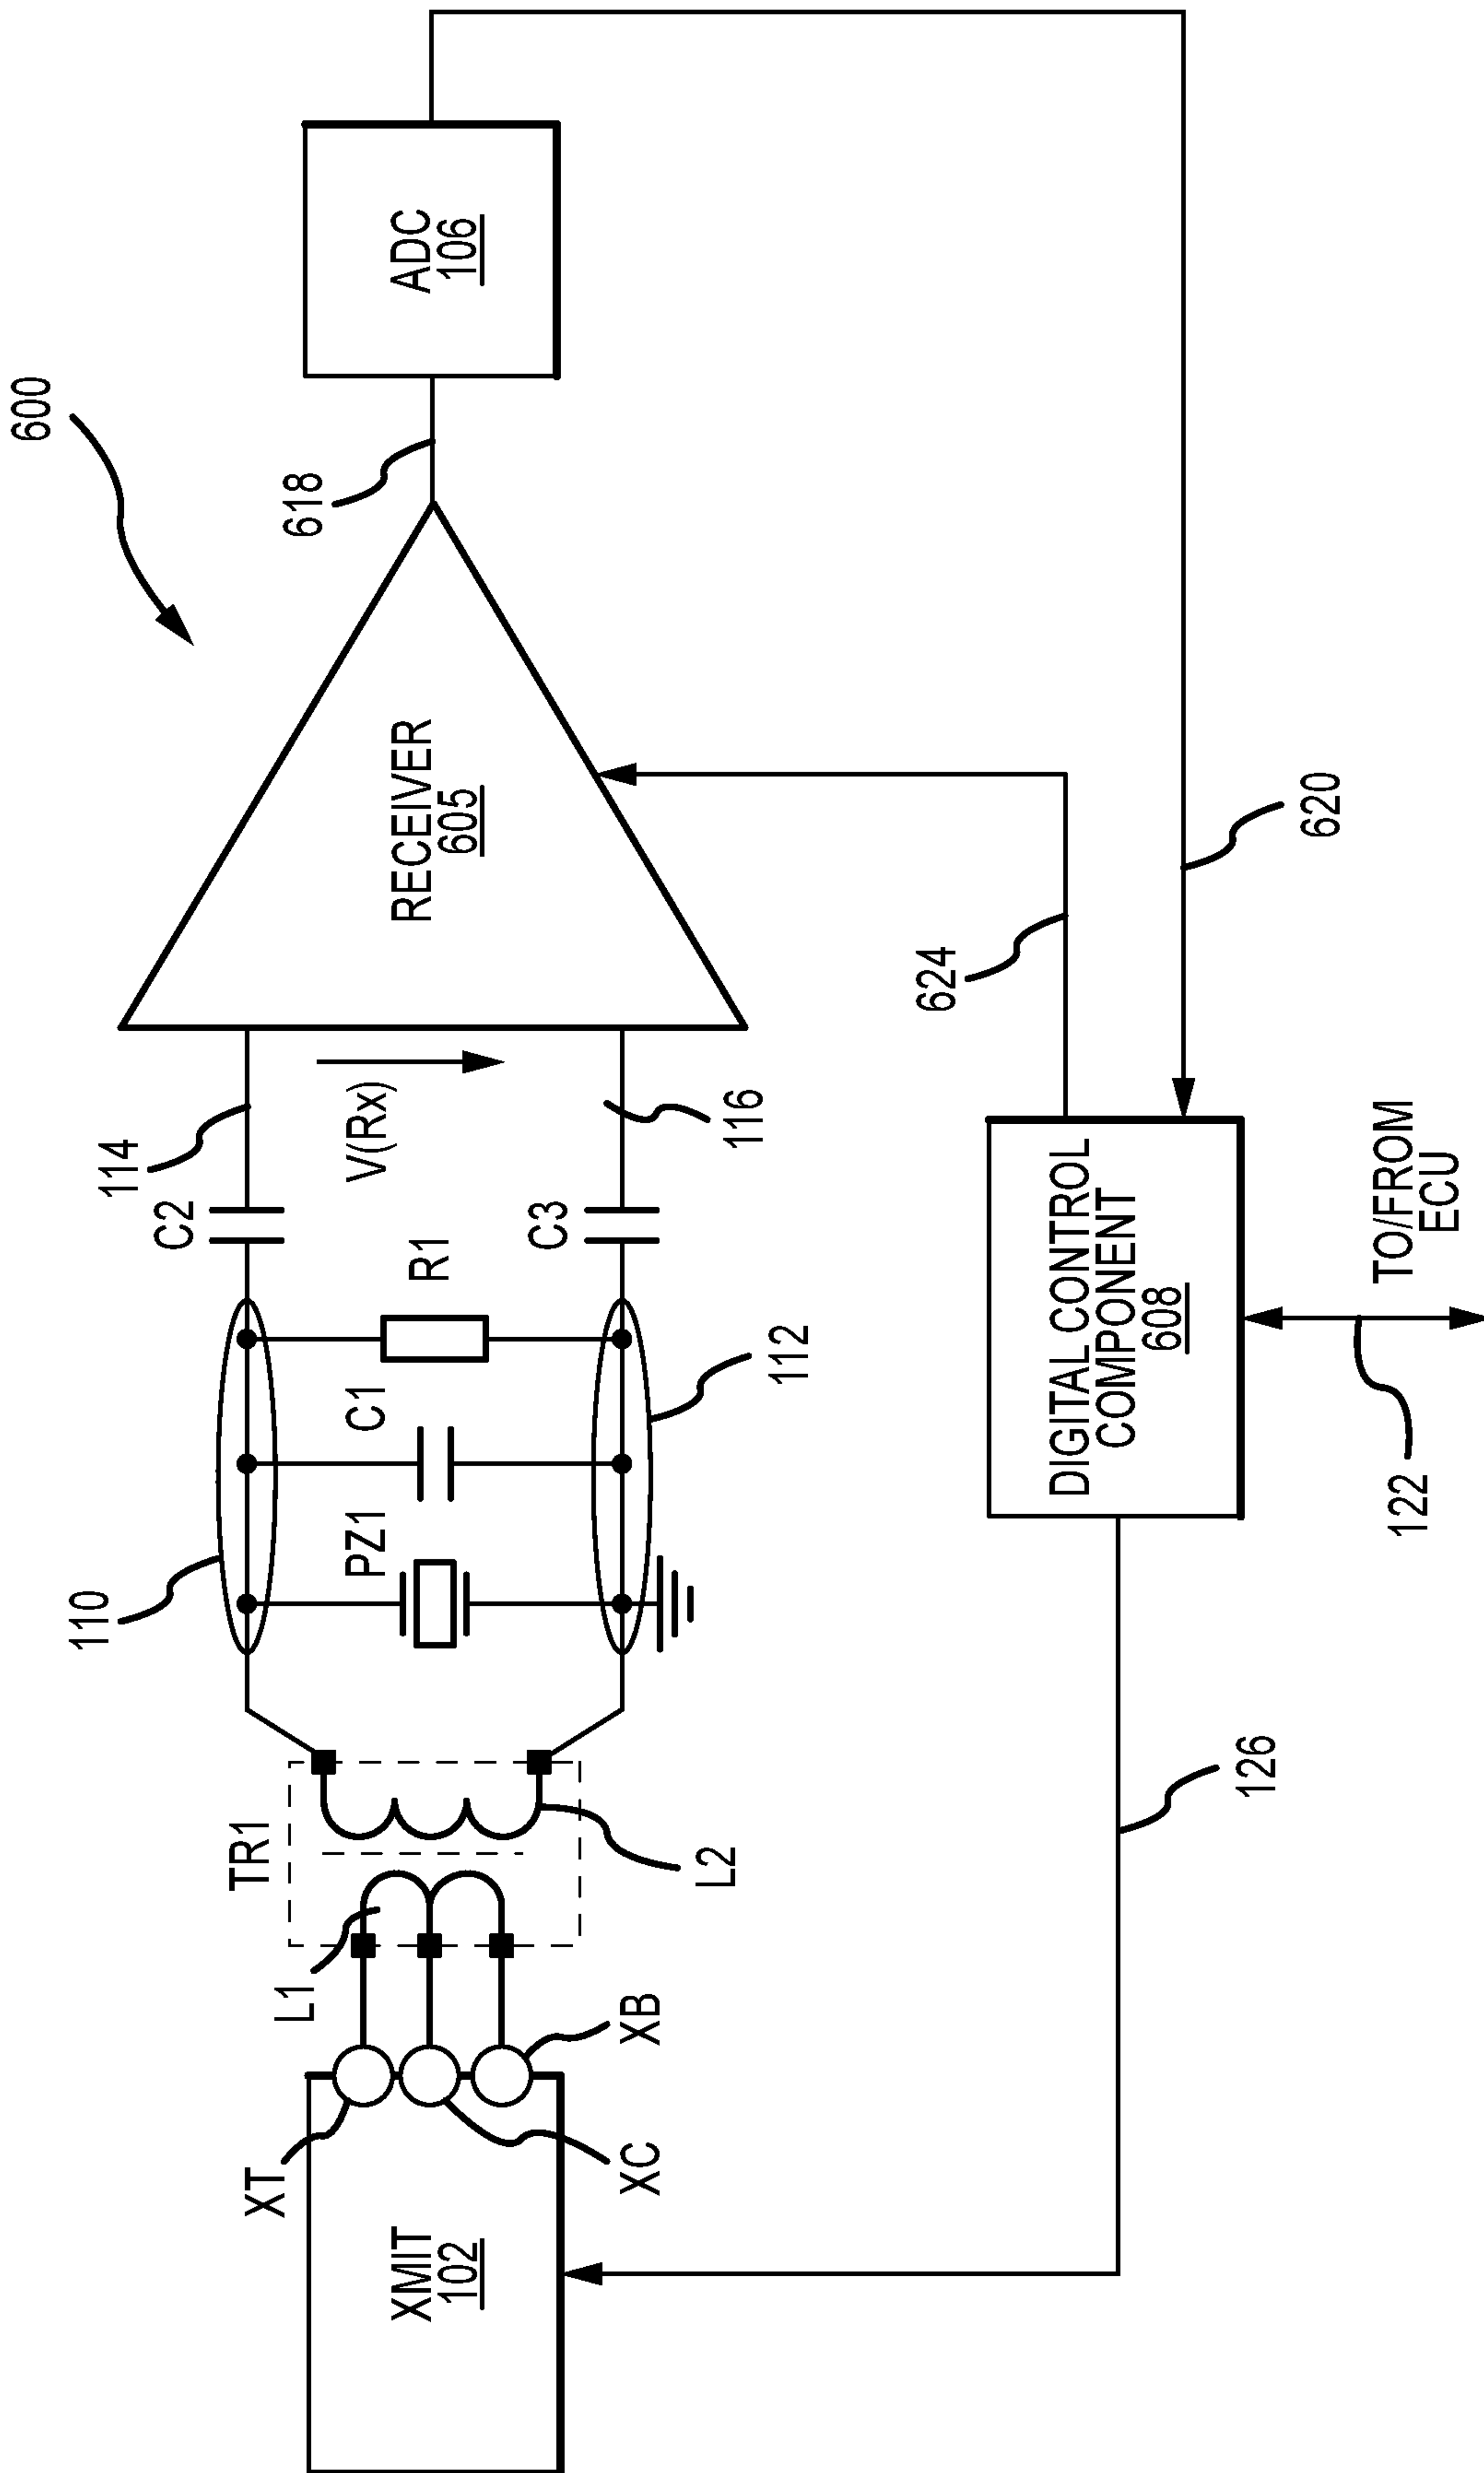 600
110
114
C2
618
TR1
PZ1
C1
R1
V(Rx)
RECEIVER
605
ADC
106
L1
XT
XMIT
102
XB
XC
L2
C3
112
116
624
DIGITAL CONTROL
COMPONENT
608
620
126
122
TO/FROM
ECU